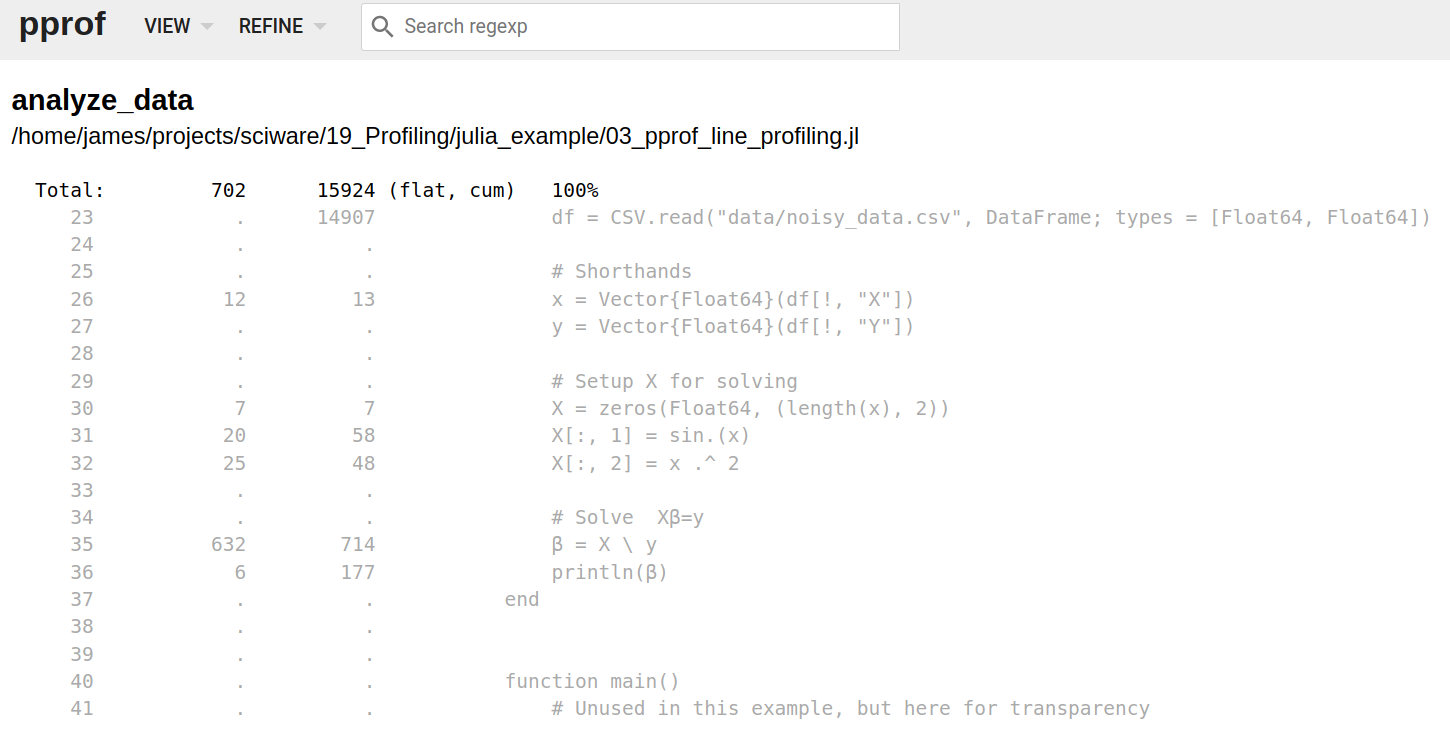 pprof VIEW REFINE Search regexp
analyze_data
/home/james/projects/sciware/19_Profiling/julia_example/03_pprof_line_profiling.jl
Total: 702 15924 (flat, cum) 100%
23 . 14907 df = CSV.read("data/noisy_data.csv", DataFrame; types = [Float64, Float64])
24 . .
25 . . # Shorthands
26 12 13 x = Vector{Float64}(df[!, "X"])
27 . . y = Vector{Float64}(df[!, "Y"])
28 . .
29 . . # Setup X for solving
30 7 7 X = zeros(Float64, (length(x), 2))
31 20 58 X[:, 1] = sin.(x)
32 25 48 X[:, 2] = x .^ 2
33 . .
34 . . # Solve  Xβ=y
35 632 714 β = X \ y
36 6 177 println(β)
37 . . end
38 . .
39 . .
40 . . function main()
41 . . # Unused in this example, but here for transparency